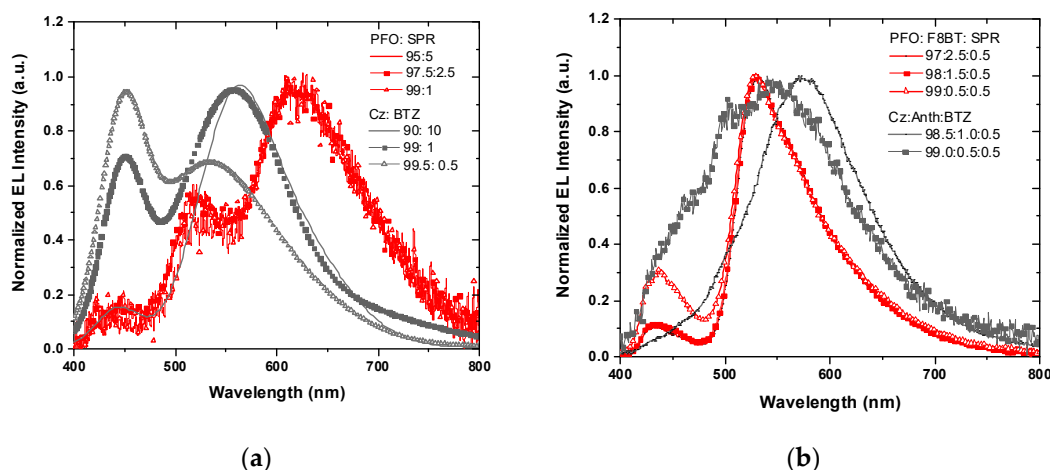 1.2
1.0
0.8
0.6
0.4
0.2
0.0
Normalized EL Intensity (a.u.)
PFO: SPR
95:5
97.5:2.5
99:1
Cz: BTZ
90: 10
99: 1
99.5: 0.5
400 500 600 700 800
Wavelength (nm)
(a)
1.2
1.0
0.8
0.6
0.4
0.2
0.0
Normalized EL Intensity (a.u.)
PFO: F8BT: SPR
97:2.5:0.5
98:1.5:0.5
99:0.5:0.5
Cz:Anth:BTZ
98.5:1.0:0.5
99.0:0.5:0.5
400 500 600 700 800
Wavelength (nm)
(b)